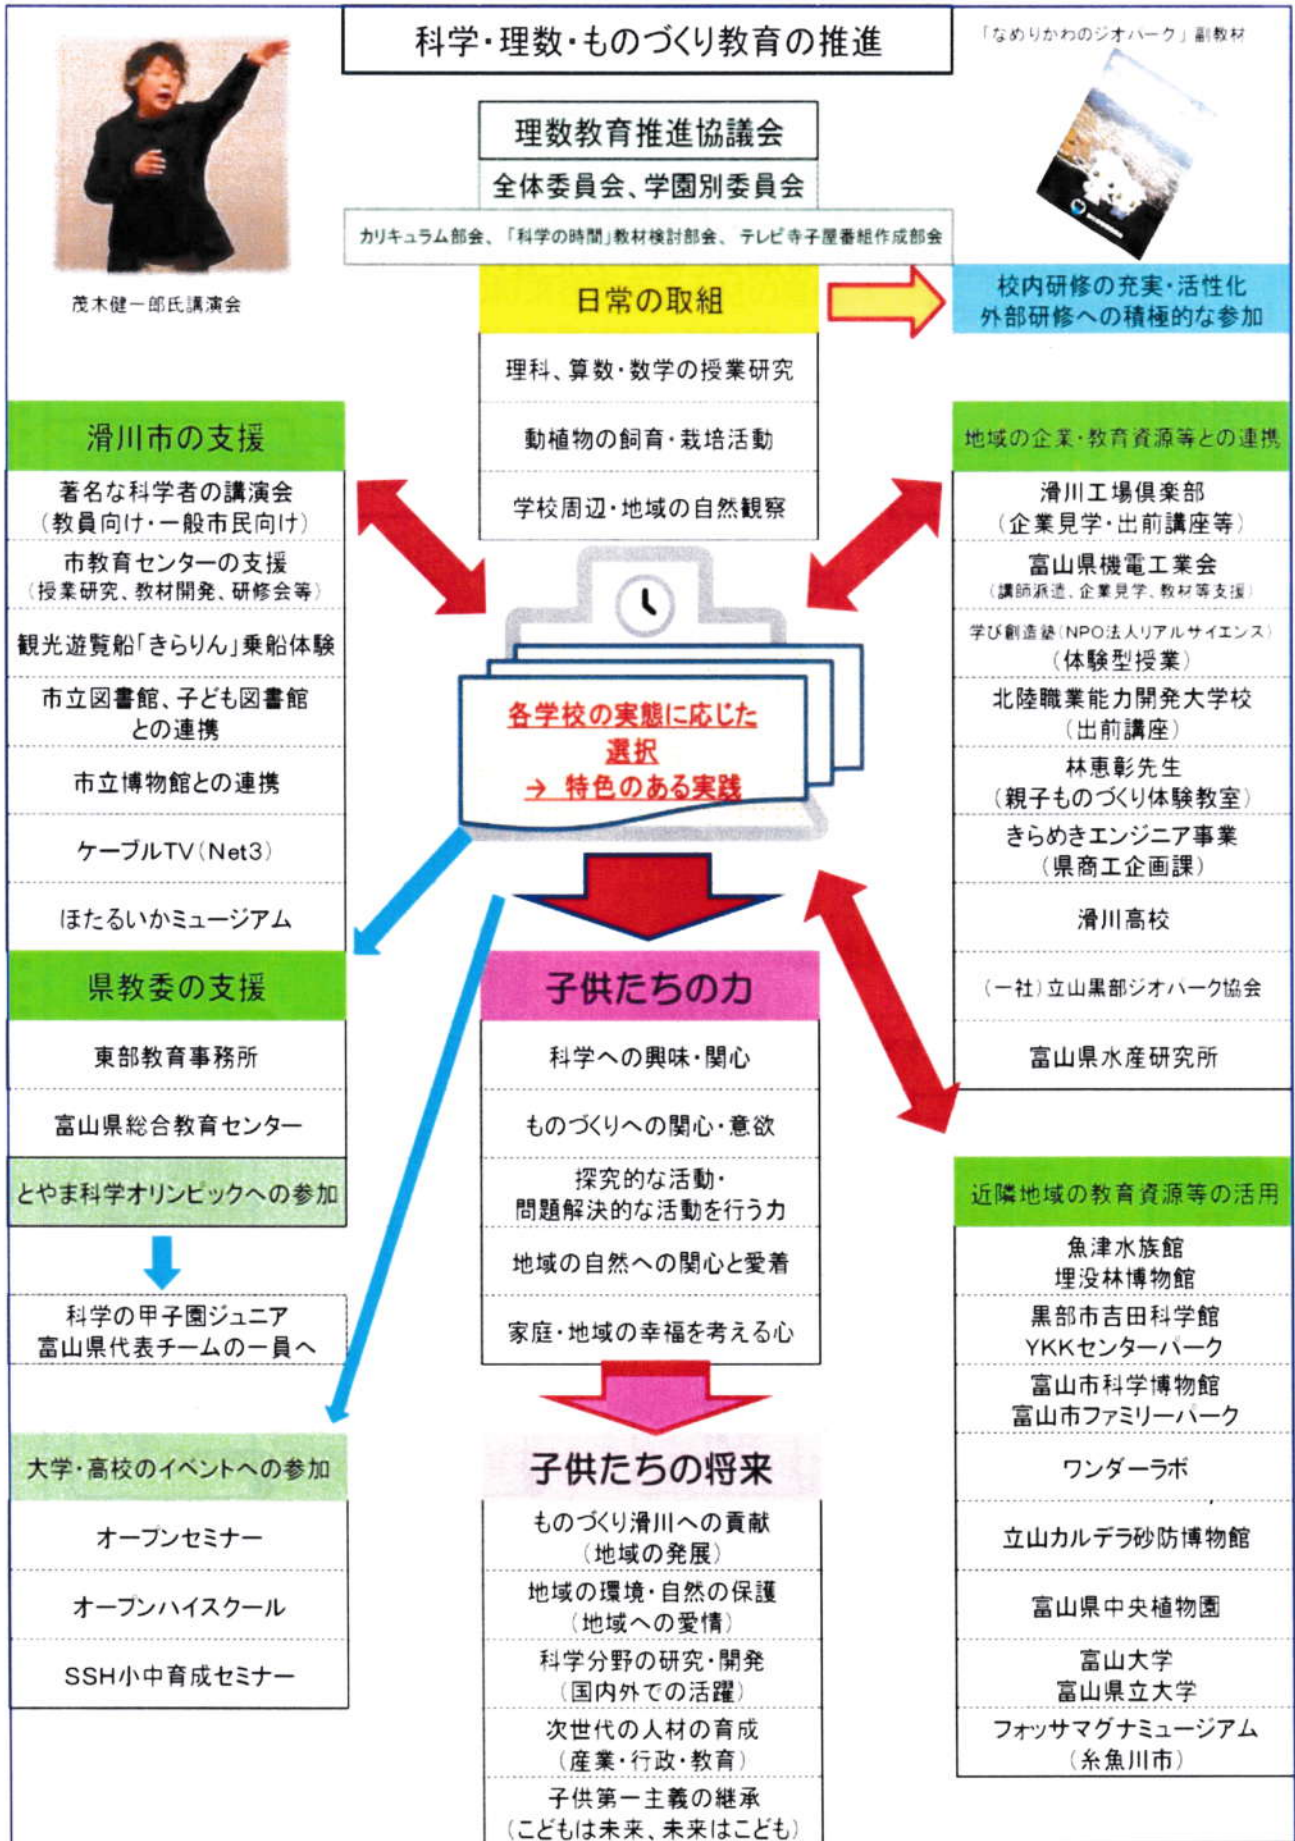 科学・理数・ものづくり教育の推進
「なめりかわのジオパーク」副教材
理数教育推進協議会
全体委員会、学園別委員会
カリキュラム部会、「科学の時間」教材検討部会、テレビ寺子屋番組作成部会
茂木健一郎氏講演会
日常の取組
理科、算数・数学の授業研究
動植物の飼育・栽培活動
学校周辺・地域の自然観察
校内研修の充実・活性化
外部研修への積極的な参加
滑川市の支援
著名な科学者の講演会
(教員向け・一般市民向け)
市教育センターの支援
(授業研究、教材開発、研修会等)
観光遊覧船「きらりん」乗船体験
市立図書館、子ども図書館
との連携
市立博物館との連携
ケーブルTV(Net3)
ほたるいかミュージアム
各学校の実態に応じた
選択
→ 特色のある実践
地域の企業・教育資源等との連携
滑川工場倶楽部
(企業見学・出前講座等)
富山県機電工業会
(講師派遣、企業見学、教材等支援)
学び創造塾(NPO法人リアルサイエンス)
(体験型授業)
北陸職業能力開発大学校
(出前講座)
林恵彰先生
(親子ものづくり体験教室)
きらめきエンジニア事業
(県商工企画課)
滑川高校
(一社)立山黒部ジオパーク協会
富山県水産研究所
県教委の支援
東部教育事務所
富山県総合教育センター
とやま科学オリンピックへの参加
科学の甲子園ジュニア
富山県代表チームの一員へ
大学・高校のイベントへの参加
オープンセミナー
オープンハイスクール
SSH小中育成セミナー
子供たちの力
科学への興味・関心
ものづくりへの関心・意欲
探究的な活動・
問題解決的な活動を行う力
地域の自然への関心と愛着
家庭・地域の幸福を考える心
子供たちの将来
ものづくり滑川への貢献
(地域の発展)
地域の環境・自然の保護
(地域への愛情)
科学分野の研究・開発
(国内外での活躍)
次世代の人材の育成
(産業・行政・教育)
子供第一主義の継承
(こどもは未来、未来はこども)
近隣地域の教育資源等の活用
魚津水族館
埋没林博物館
黒部市吉田科学館
YKKセンターパーク
富山市科学博物館
富山市ファミリーパーク
ワンダーラボ
立山カルデラ砂防博物館
富山県中央植物園
富山大学
富山県立大学
フォッサマグナミュージアム
(糸魚川市)